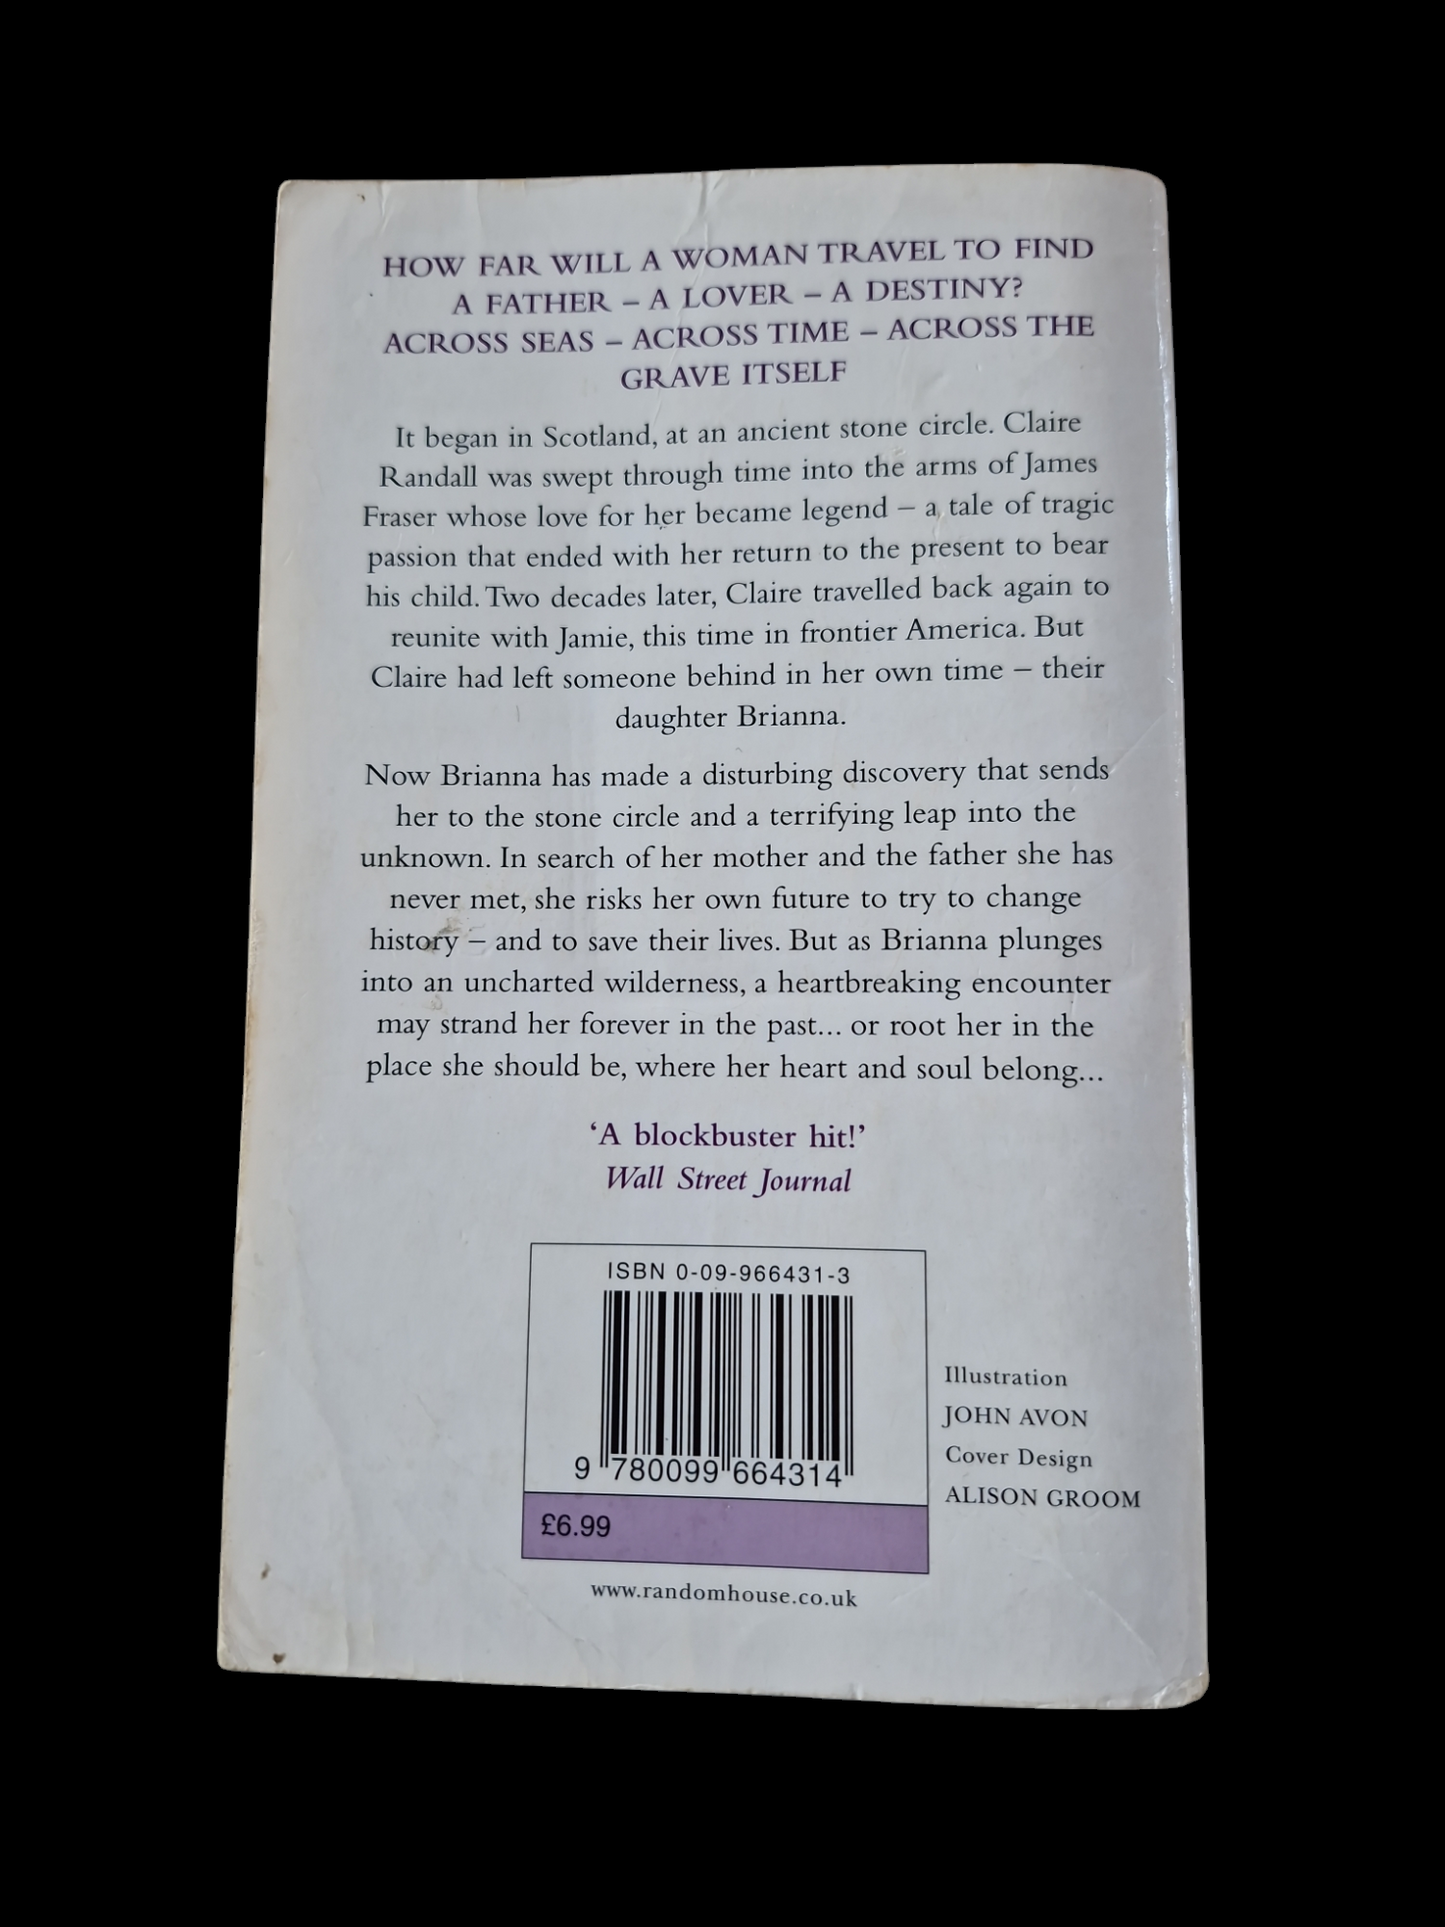 HOW FAR WILL A WOMAN TRAVEL TO FIND
A FATHER – A LOVER – A DESTINY?
ACROSS SEAS – ACROSS TIME – ACROSS THE
GRAVE ITSELF
It began in Scotland, at an ancient stone circle. Claire
Randall was swept through time into the arms of James
Fraser whose love for her became legend – a tale of tragic
passion that ended with her return to the present to bear
his child. Two decades later, Claire travelled back again to
reunite with Jamie, this time in frontier America. But
Claire had left someone behind in her own time – their
daughter Brianna.
Now Brianna has made a disturbing discovery that sends
her to the stone circle and a terrifying leap into the
unknown. In search of her mother and the father she has
never met, she risks her own future to try to change
history – and to save their lives. But as Brianna plunges
into an uncharted wilderness, a heartbreaking encounter
may strand her forever in the past... or root her in the
place she should be, where her heart and soul belong...
‘A blockbuster hit!’
Wall Street Journal
ISBN 0-09-966431-3
9 780099 664314
£6.99
www.randomhouse.co.uk
Illustration
JOHN AVON
Cover Design
ALISON GROOM